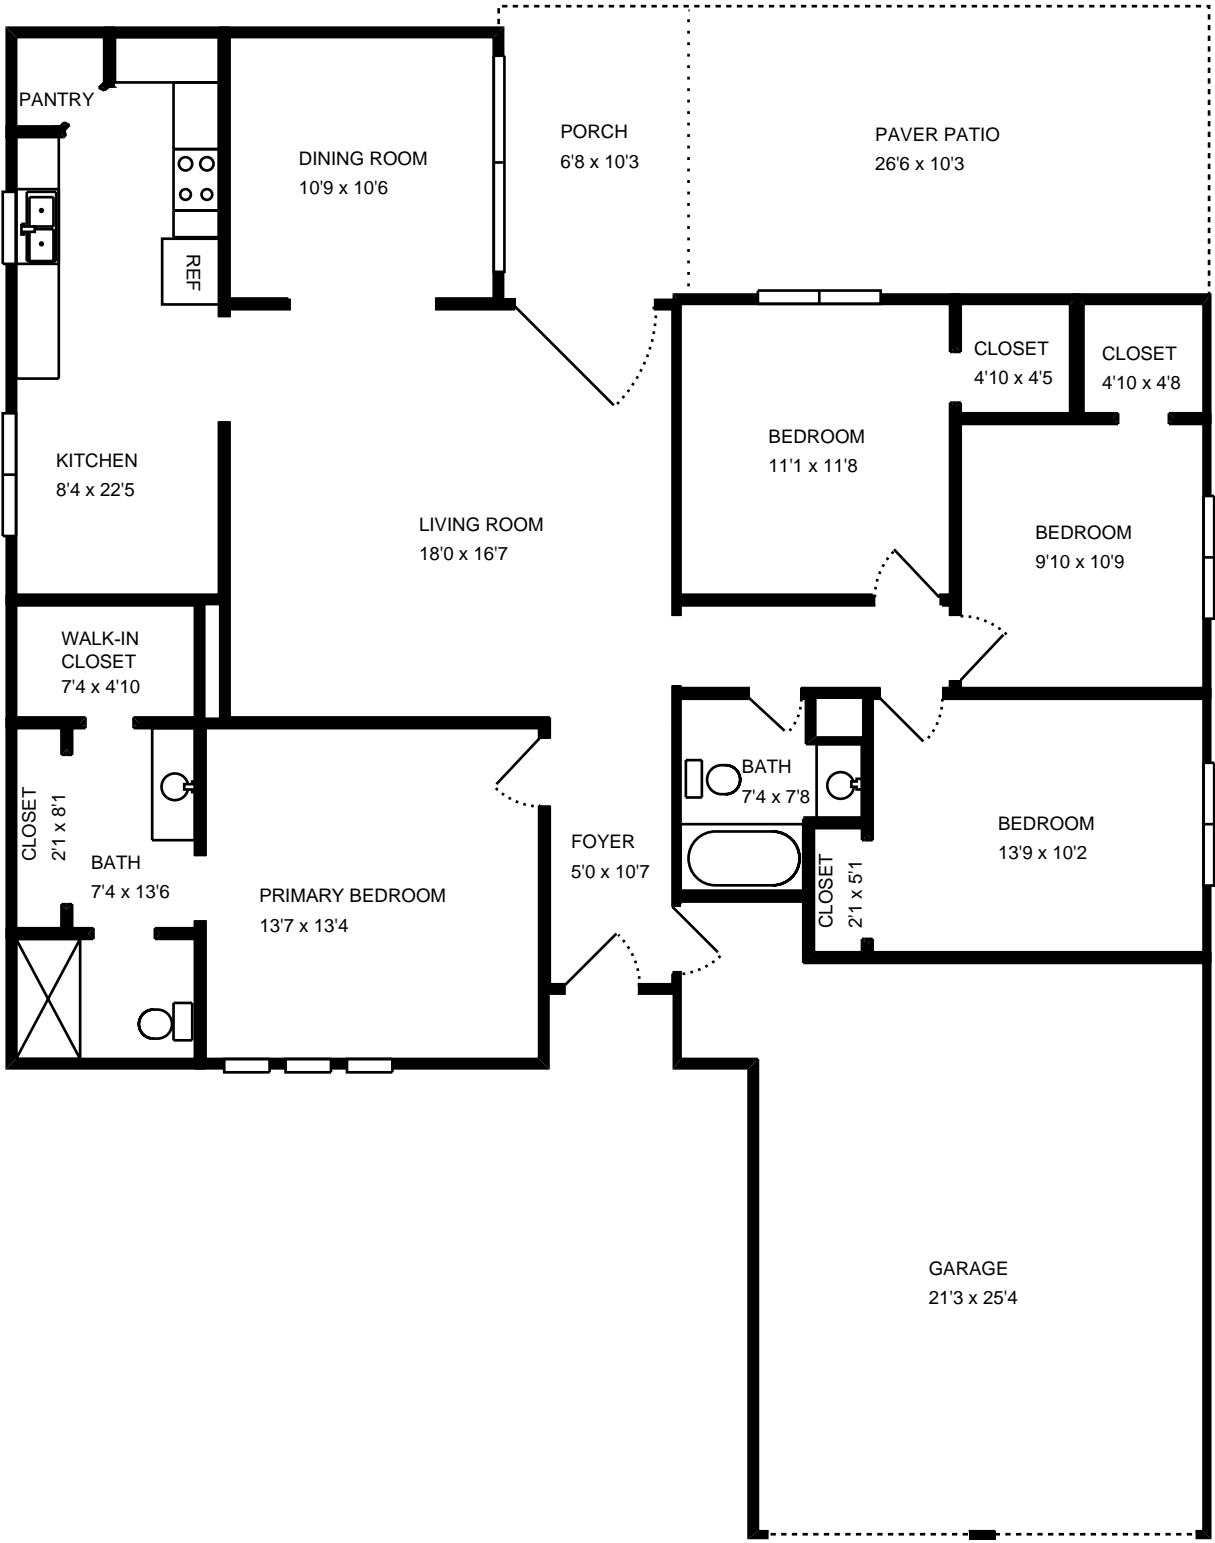 PANTRY
DINING ROOM
10'9 x 10'6
PORCH
6'8 x 10'3
PAVER PATIO
26'6 x 10'3
REF
CLOSET
4'10 x 4'5
CLOSET
4'10 x 4'8
KITCHEN
8'4 x 22'5
BEDROOM
11'1 x 11'8
LIVING ROOM
18'0 x 16'7
BEDROOM
9'10 x 10'9
WALK-IN
CLOSET
7'4 x 4'10
CLOSET
2'1 x 8'1
BATH
7'4 x 13'6
PRIMARY BEDROOM
13'7 x 13'4
FOYER
5'0 x 10'7
BATH
7'4 x 7'8
CLOSET
2'1 x 5'1
BEDROOM
13'9 x 10'2
GARAGE
21'3 x 25'4